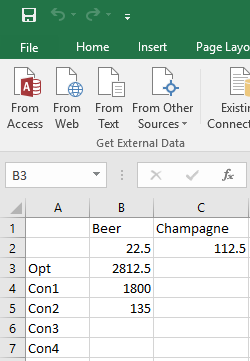 File Home Insert Page Layo
From Access From Web From Text From Other Sources Existin Connect
Get External Data
B3 fx
A B C
1 Beer Champagne
2 22.5 112.5
3 Opt 2812.5
4 Con1 1800
5 Con2 135
6 Con3
7 Con4